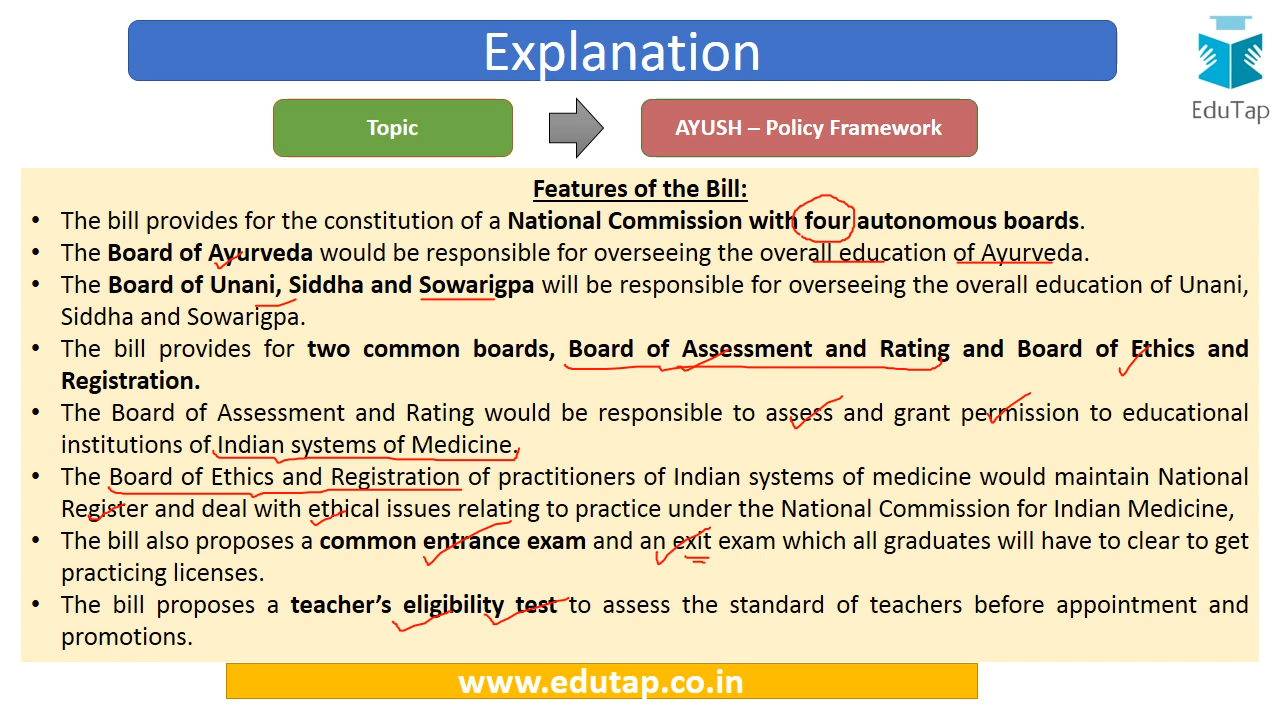 Explanation
EduTap
Topic
AYUSH – Policy Framework
Features of the Bill:
• The bill provides for the constitution of a National Commission with four autonomous boards.
• The Board of Ayurveda would be responsible for overseeing the overall education of Ayurveda.
• The Board of Unani, Siddha and Sowarigpa will be responsible for overseeing the overall education of Unani,
Siddha and Sowarigpa.
• The bill provides for two common boards, Board of Assessment and Rating and Board of Ethics and
Registration.
• The Board of Assessment and Rating would be responsible to assess and grant permission to educational
institutions of Indian systems of Medicine.
• The Board of Ethics and Registration of practitioners of Indian systems of medicine would maintain National
Register and deal with ethical issues relating to practice under the National Commission for Indian Medicine,
• The bill also proposes a common entrance exam and an exit exam which all graduates will have to clear to get
practicing licenses.
• The bill proposes a teacher’s eligibility test to assess the standard of teachers before appointment and
promotions.
www.edutap.co.in